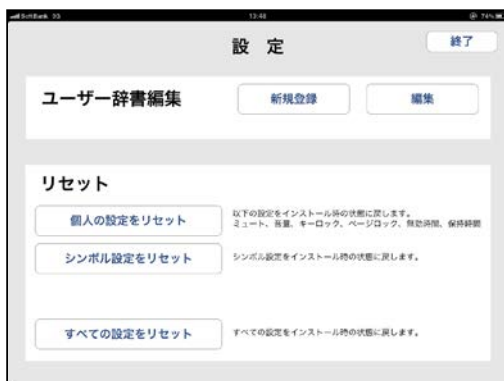 SoftBank 3G 13:48 74%
設 定
終了
ユーザー辞書編集
新規登録
編集
リセット
個人の設定をリセット
以下の設定をインストール時の状態に戻します。
ミュート、音量、キーロック、ページロック、無効時間、保持時間
シンボル設定をリセット
シンボル設定をインストール時の状態に戻します。
すべての設定をリセット
すべての設定をインストール時の状態に戻します。